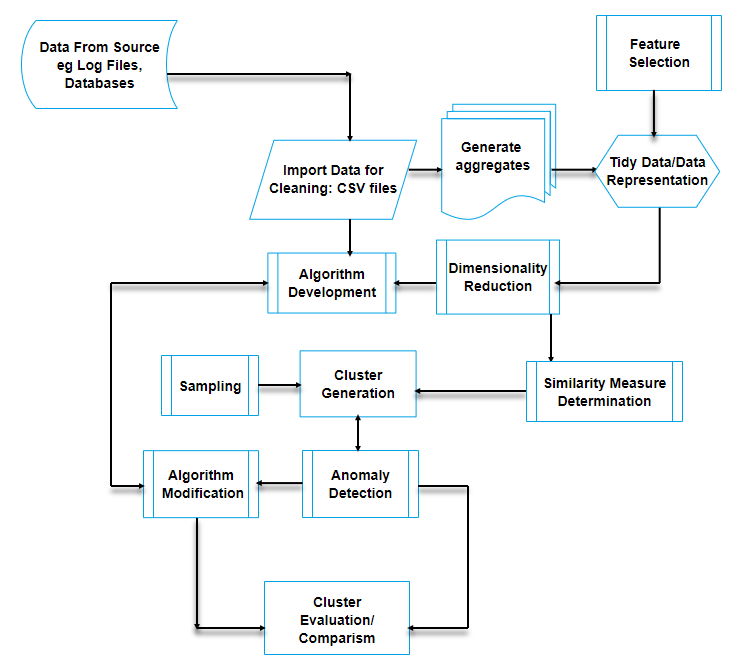 Data From Source
eg Log Files,
Databases
Feature
Selection
Generate
aggregates
Import Data for
Cleaning: CSV files
Tidy Data/Data
Representation
Algorithm
Development
Dimensionality
Reduction
Sampling
Cluster
Generation
Similarity Measure
Determination
Algorithm
Modification
Anomaly
Detection
Cluster
Evaluation/
Comparism